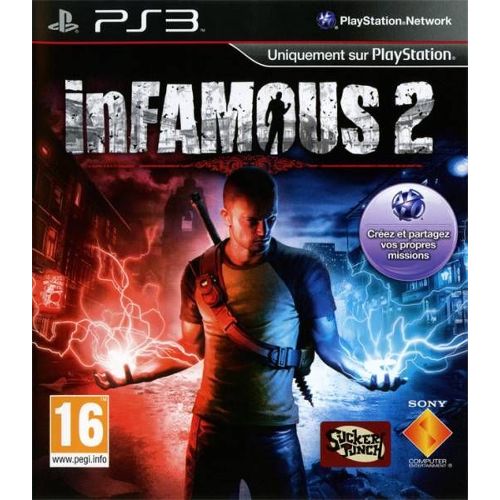 PS3
PlayStation®Network
Uniquement sur PlayStation®
inFAMOUS 2
Créez et partagez
vos propres
missions
16
www.pegi.info
SUCKER
PUNCH
SONY
COMPUTER
ENTERTAINMENT